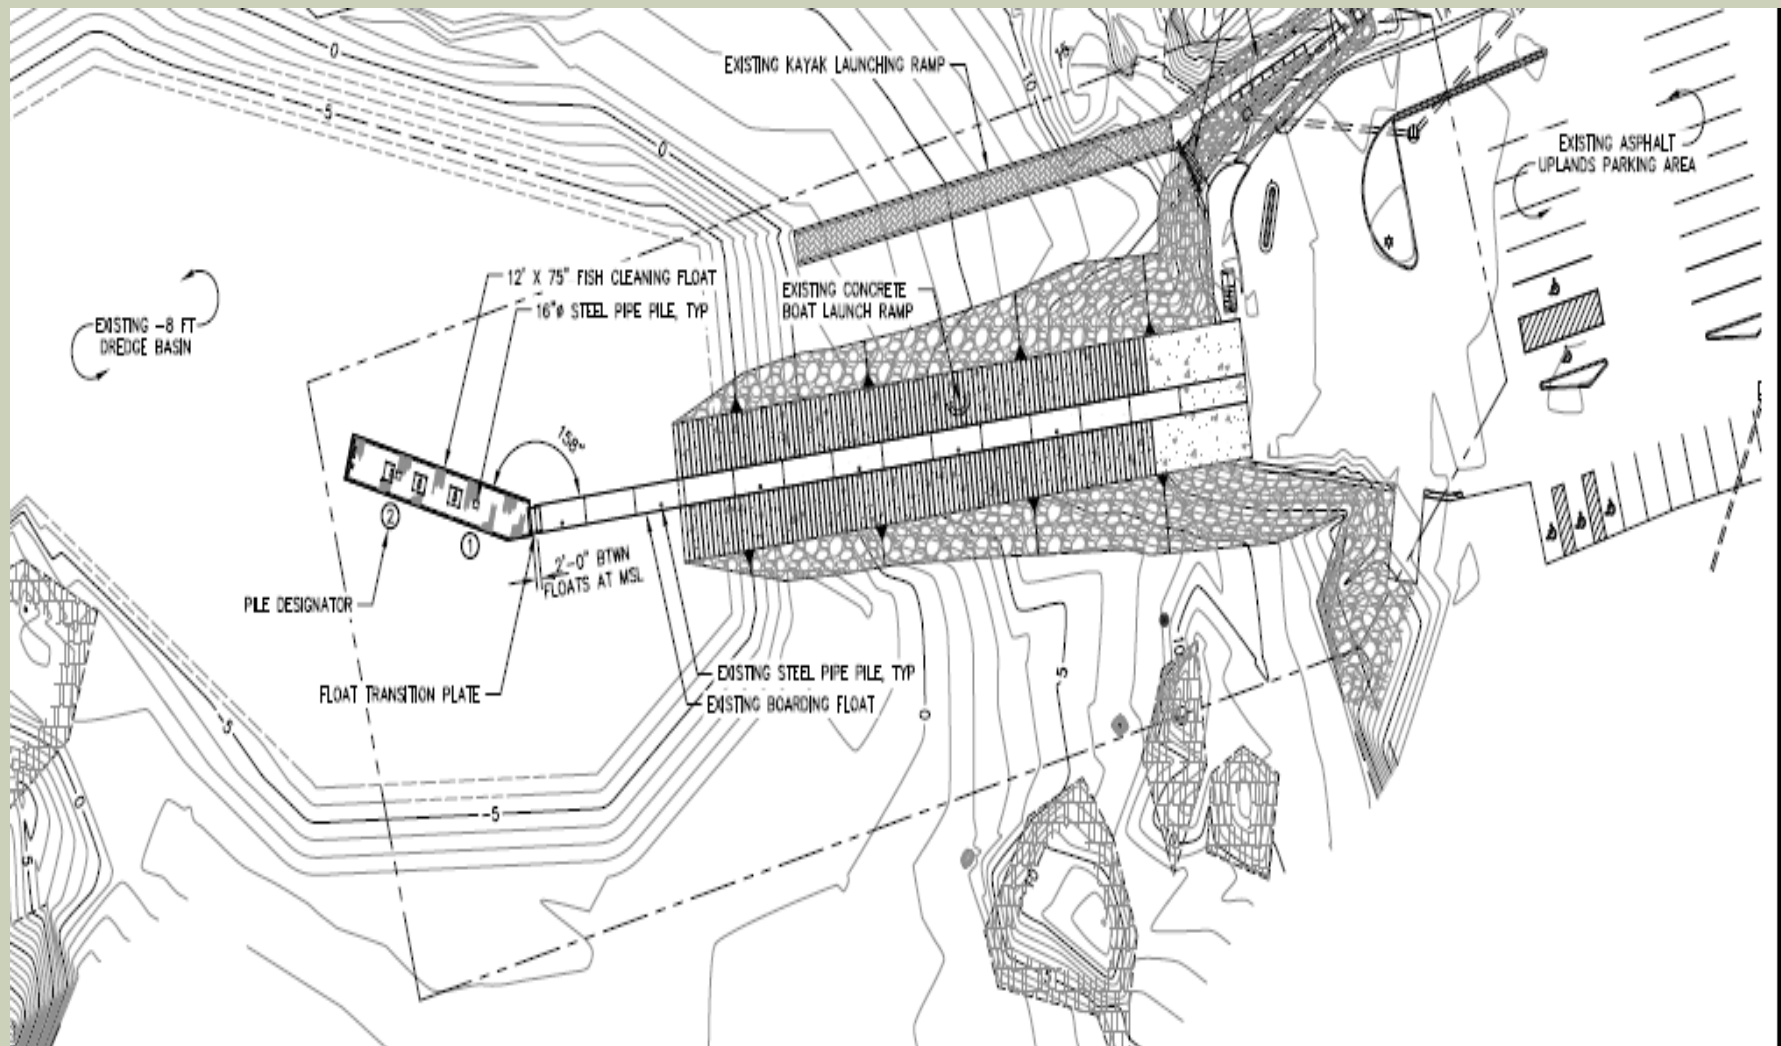 0
EXISTING KAYAK LAUNCHING RAMP
10
-5
0
EXISTING ASPHALT
UPLANDS PARKING AREA
12' X 75' FISH CLEANING FLOAT
16"ø STEEL PIPE PILE, TYP
EXISTING CONCRETE
BOAT LAUNCH RAMP
EXISTING -8 FT
DREDGE BASIN
158°
2
1
2'-0" BTWN
FLOATS AT MSL
PILE DESIGNATOR
10
EXISTING STEEL PIPE PILE, TYP
5
FLOAT TRANSITION PLATE
EXISTING BOARDING FLOAT
0
-5
0
-5
5
10